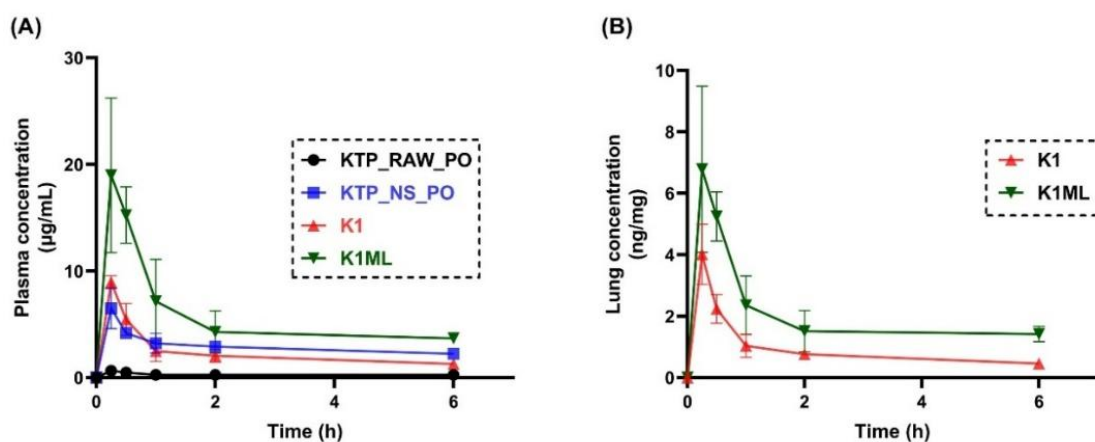 (A)
30
20
10
0
Plasma concentration
(µg/mL)
0 2 4 6
Time (h)
KTP_RAW_PO
KTP_NS_PO
K1
K1ML
(B)
10
8
6
4
2
0
Lung concentration
(ng/mg)
0 2 4 6
Time (h)
K1
K1ML